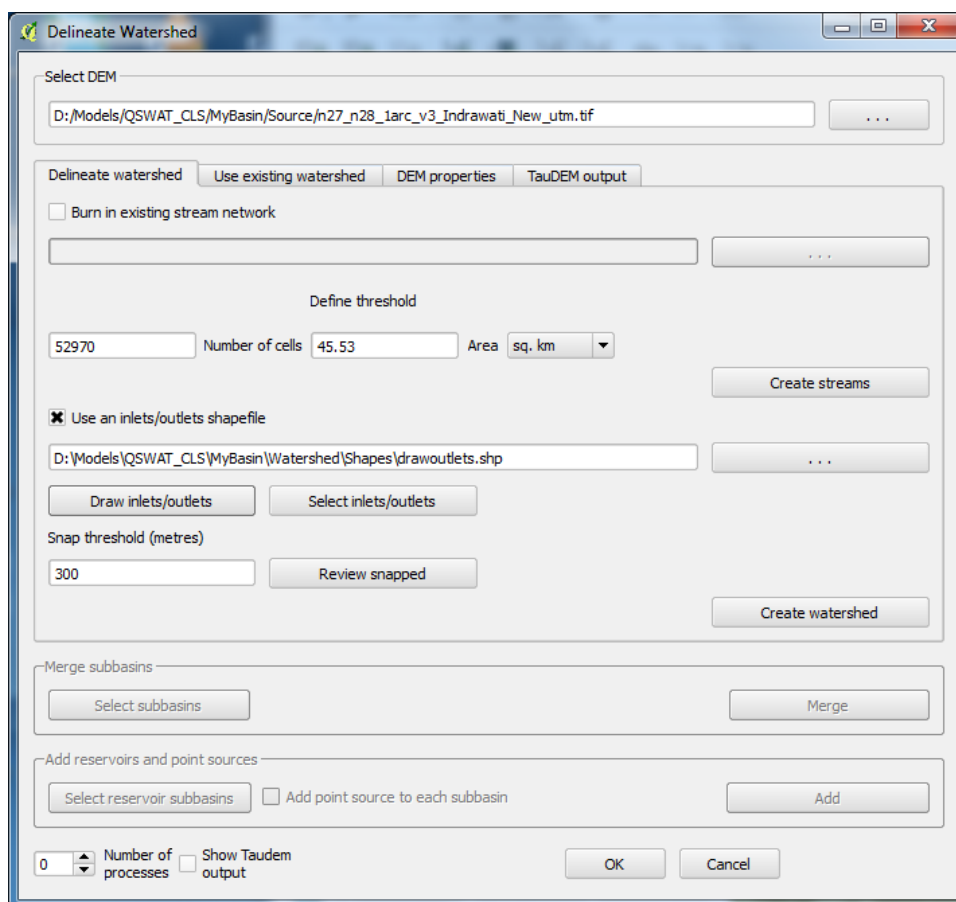 Delineate Watershed
Select DEM
D:/Models/QSWAT_CLS/MyBasin/Source/n27_n28_1arc_v3_Indrawati_New_utm.tif
. . .
Delineate watershed Use existing watershed DEM properties TauDEM output
Burn in existing stream network
. . .
Define threshold
52970 Number of cells 45.53 Area sq. km
Create streams
Use an inlets/outlets shapefile
D:\Models\QSWAT_CLS\MyBasin\Watershed\Shapes\drawoutlets.shp
. . .
Draw inlets/outlets Select inlets/outlets
Snap threshold (metres)
300 Review snapped
Create watershed
Merge subbasins
Select subbasins Merge
Add reservoirs and point sources
Select reservoir subbasins Add point source to each subbasin Add
0 Number of processes Show Taudem output OK Cancel